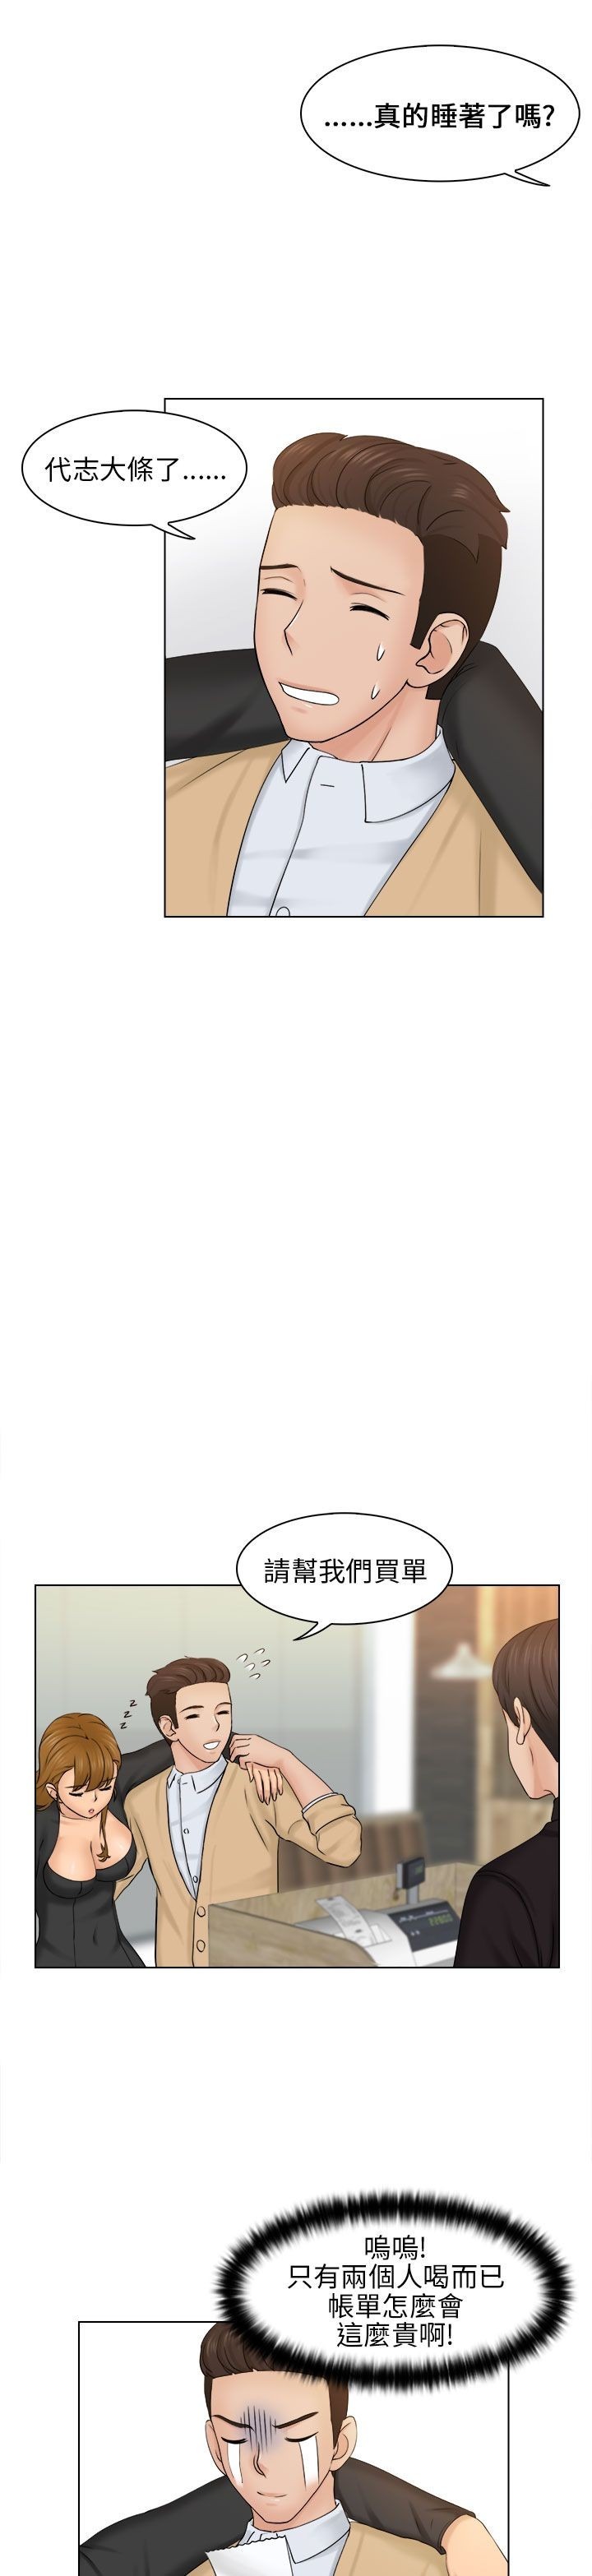 ……真的睡著了嗎?
代志大條了……
請幫我們買單
z
z
z
嗚嗚!
只有兩個人喝而已
帳單怎麼會
這麼貴啊!